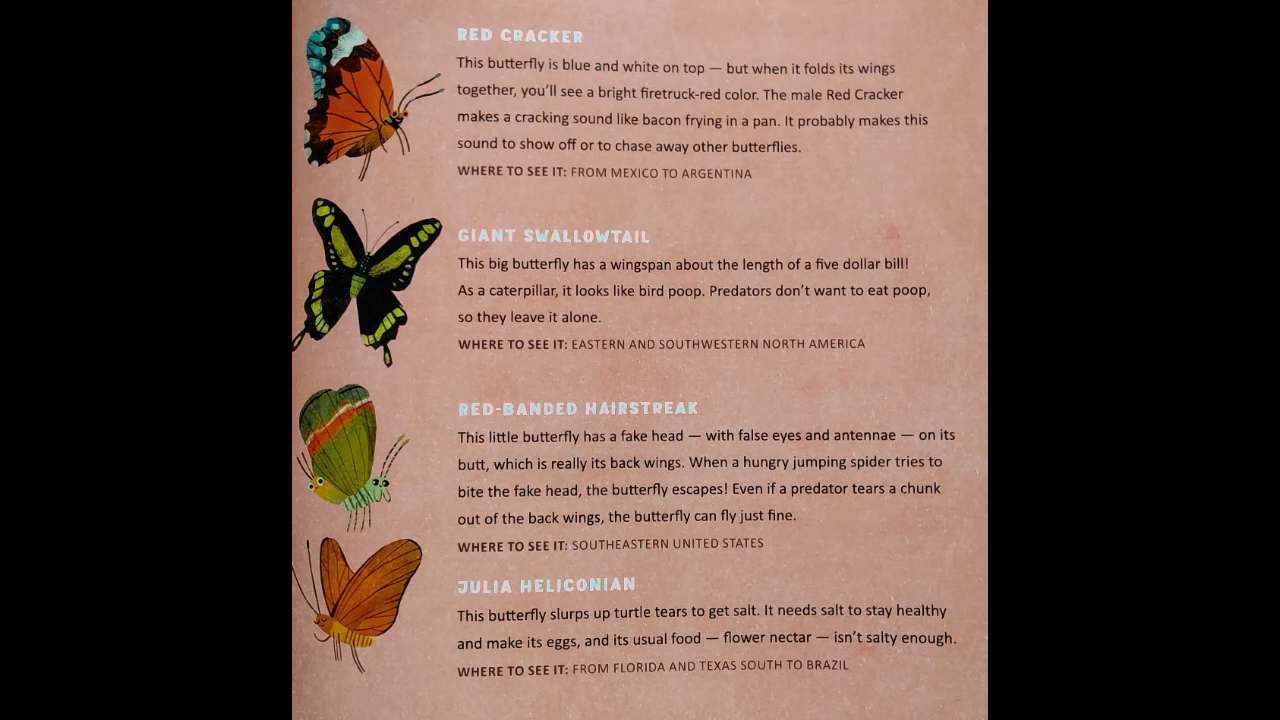 RED CRACKER
This butterfly is blue and white on top — but when it folds its wings
together, you'll see a bright firetruck-red color. The male Red Cracker
makes a cracking sound like bacon frying in a pan. It probably makes this
sound to show off or to chase away other butterflies.
WHERE TO SEE IT: FROM MEXICO TO ARGENTINA
GIANT SWALLOWTAIL
This big butterfly has a wingspan about the length of a five dollar bill!
As a caterpillar, it looks like bird poop. Predators don't want to eat poop,
so they leave it alone.
WHERE TO SEE IT: EASTERN AND SOUTHWESTERN NORTH AMERICA
RED-BANDED HAIRSTREAK
This little butterfly has a fake head — with false eyes and antennae — on its
butt, which is really its back wings. When a hungry jumping spider tries to
bite the fake head, the butterfly escapes! Even if a predator tears a chunk
out of the back wings, the butterfly can fly just fine.
WHERE TO SEE IT: SOUTHEASTERN UNITED STATES
JULIA HELICONIAN
This butterfly slurps up turtle tears to get salt. It needs salt to stay healthy
and make its eggs, and its usual food — flower nectar — isn't salty enough.
WHERE TO SEE IT: FROM FLORIDA AND TEXAS SOUTH TO BRAZIL